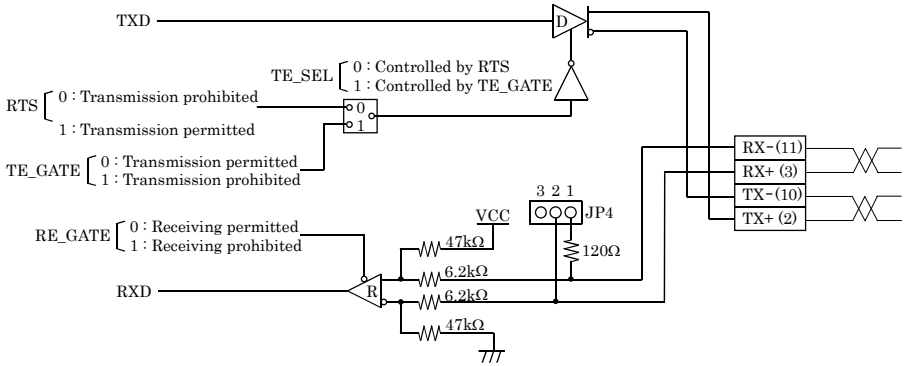 TXD
D
TE_SEL
0 : Controlled by RTS
1 : Controlled by TE_GATE
RTS
0 : Transmission prohibited
1 : Transmission permitted
0
1
TE_GATE
0 : Transmission permitted
1 : Transmission prohibited
RX-(11)
RX+(3)
TX-(10)
TX+(2)
3 2 1
JP4
120Ω
RE_GATE
0 : Receiving permitted
1 : Receiving prohibited
VCC
47kΩ
6.2kΩ
RXD
R
6.2kΩ
47kΩ